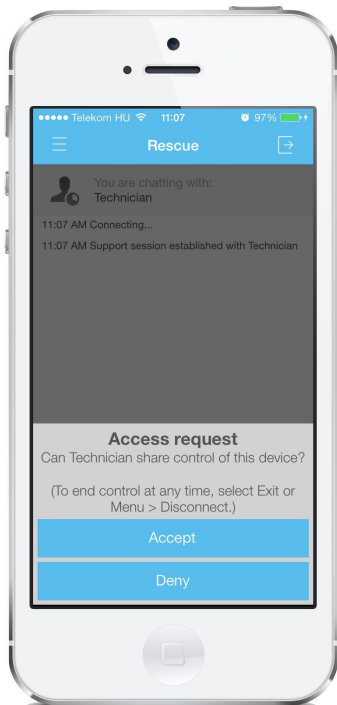 Telekom HU 11:07 97%
Rescue
You are chatting with:
Technician
11:07 AM Connecting...
11:07 AM Support session established with Technician
Access request
Can Technician share control of this device?
(To end control at any time, select Exit or
Menu > Disconnect.)
Accept
Deny